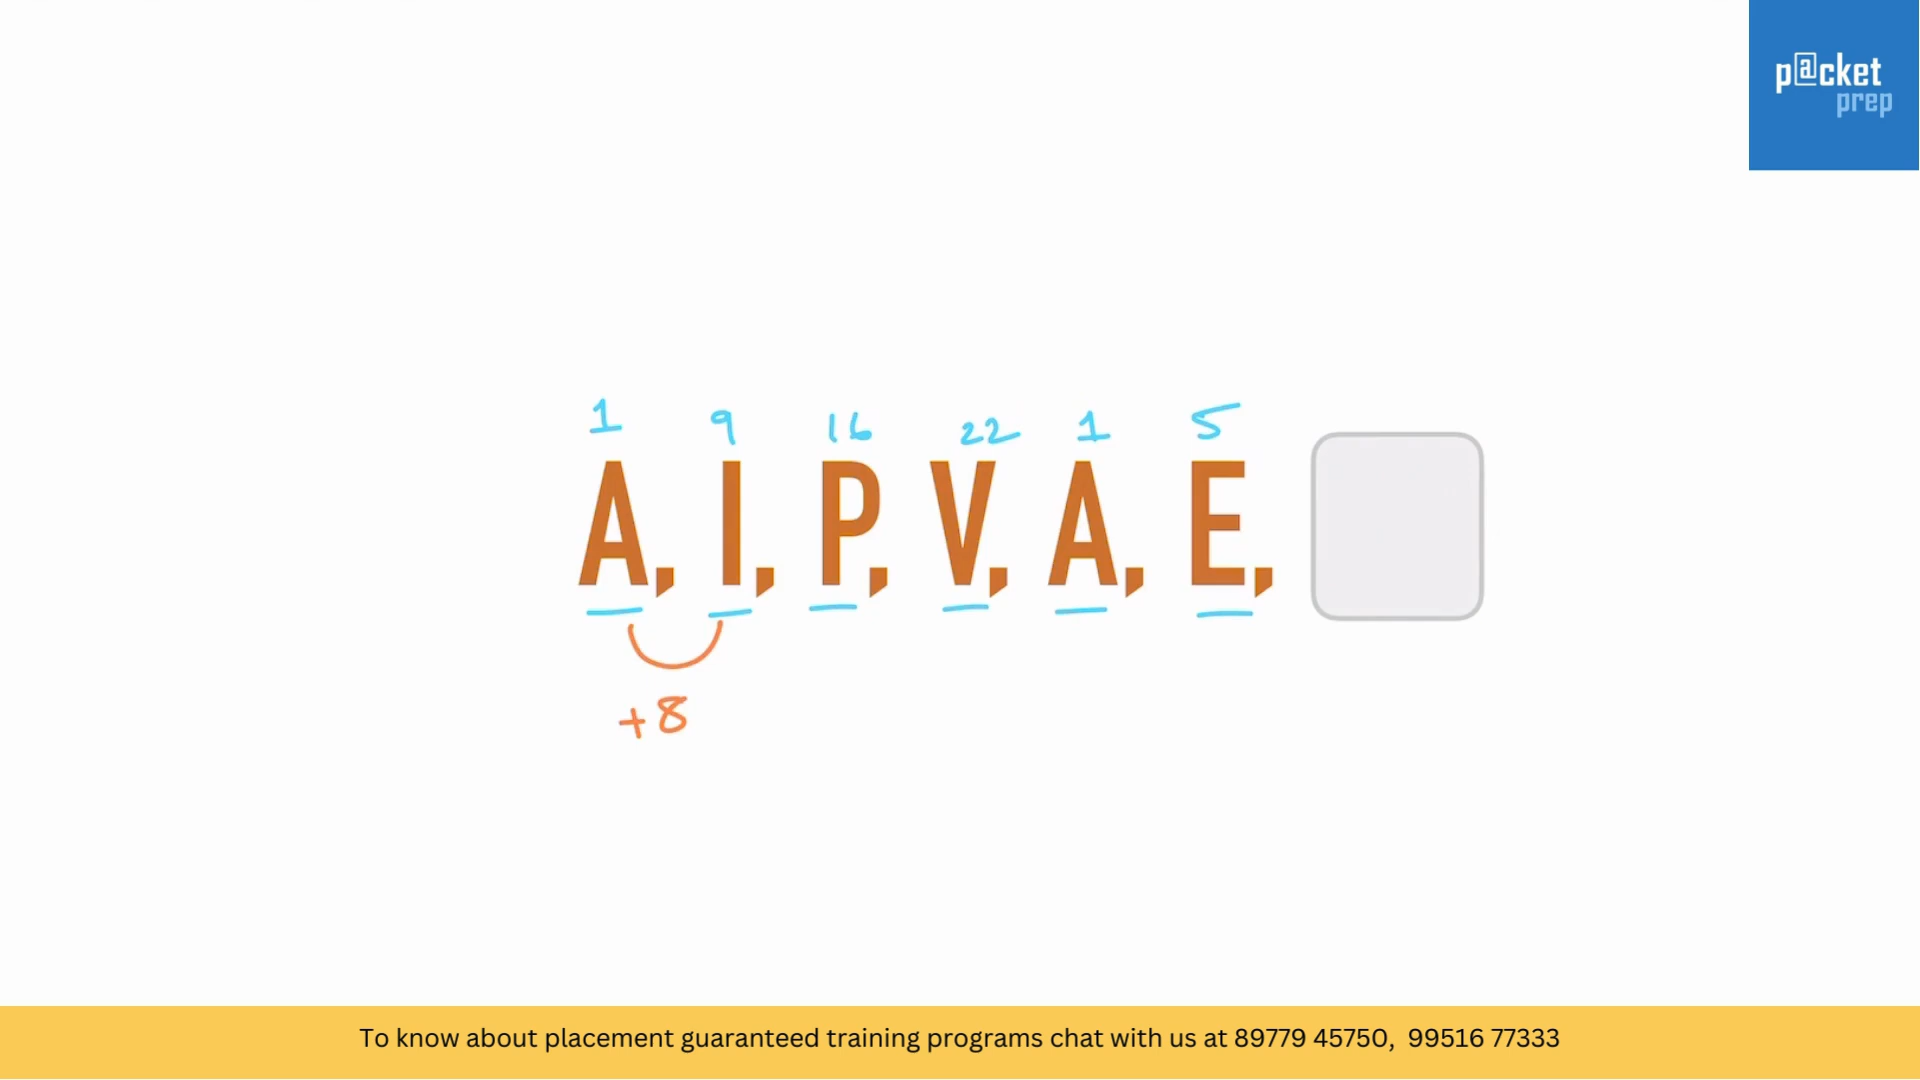 p@cket
prep
1 9 16 22 1 5
A, I, P, V, A, E,
+8
To know about placement guaranteed training programs chat with us at 89779 45750, 99516 77333